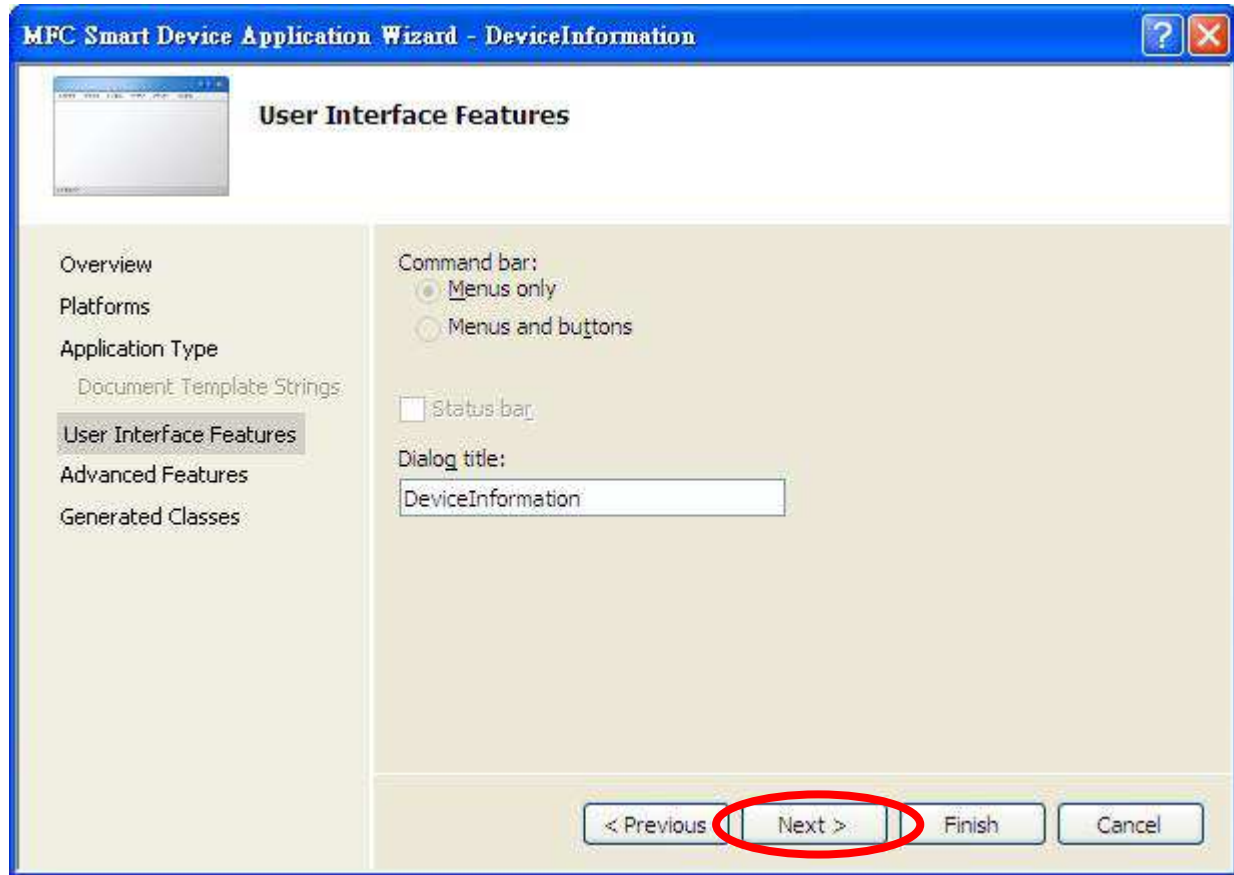 MFC Smart Device Application Wizard - DeviceInformation
User Interface Features
Overview
Platforms
Application Type
Document Template Strings
User Interface Features
Advanced Features
Generated Classes
Command bar:
Menus only
Menus and buttons
Status bar
Dialog title:
DeviceInformation
< Previous
Next >
Finish
Cancel